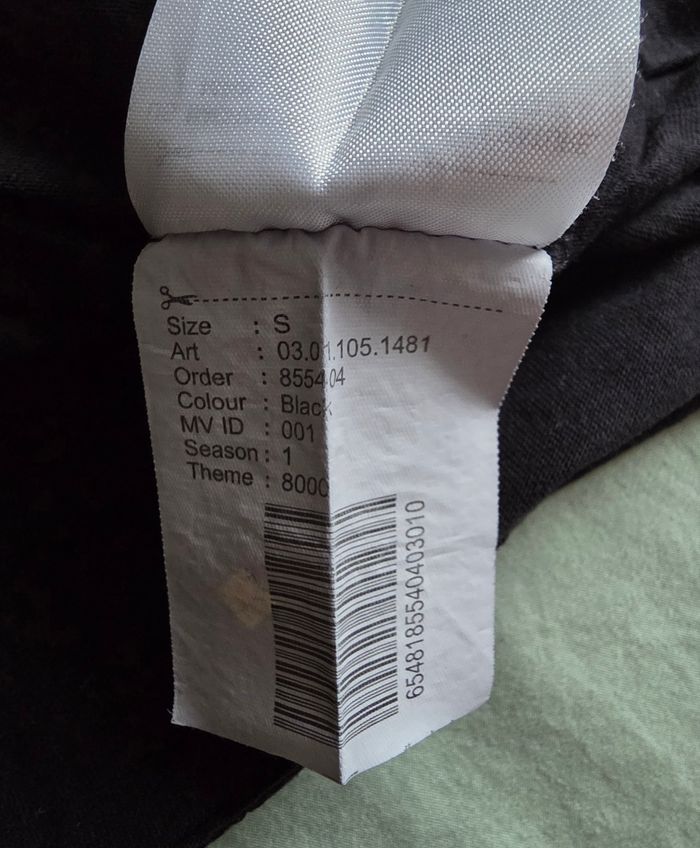 Size : S
Art : 03.01.105.1481
Order : 855404
Colour : Black
MV ID : 001
Season : 1
Theme : 8000
6548185540403010